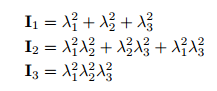 I₁ = λ₁² + λ₂² + λ₃²
I₂ = λ₁²λ₂² + λ₂²λ₃² + λ₁²λ₃²
I₃ = λ₁²λ₂²λ₃²